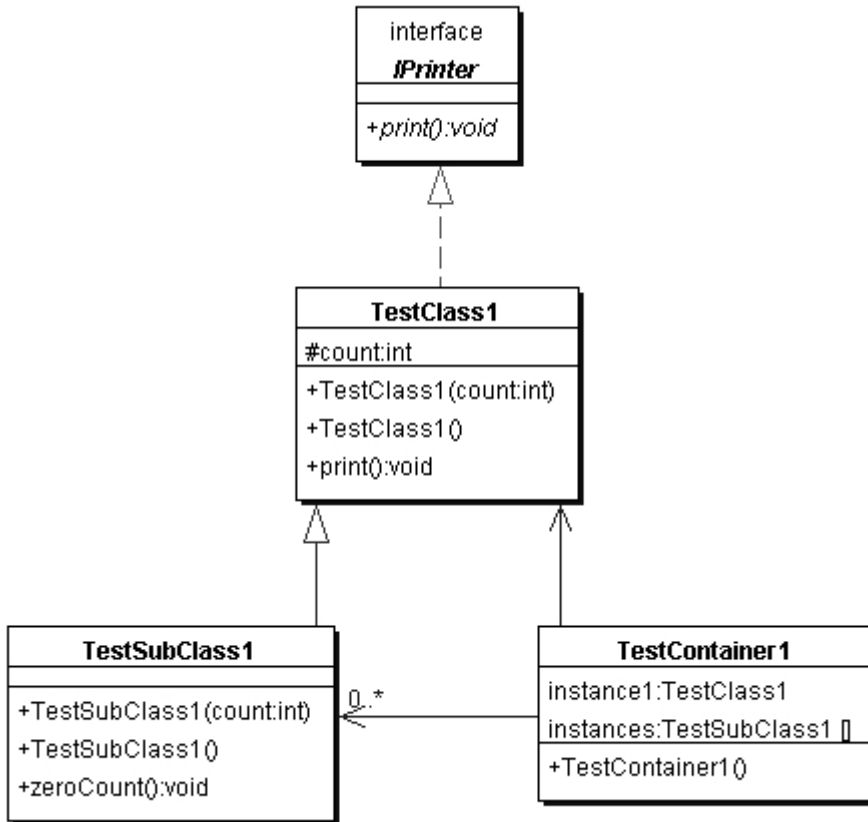 interface
IPrinter
+print():void
TestClass1
#count:int
+TestClass1(count:int)
+TestClass1()
+print():void
TestSubClass1
+TestSubClass1(count:int)
+TestSubClass1()
+zeroCount():void
0..*
TestContainer1
instance1:TestClass1
instances:TestSubClass1 []
+TestContainer1()